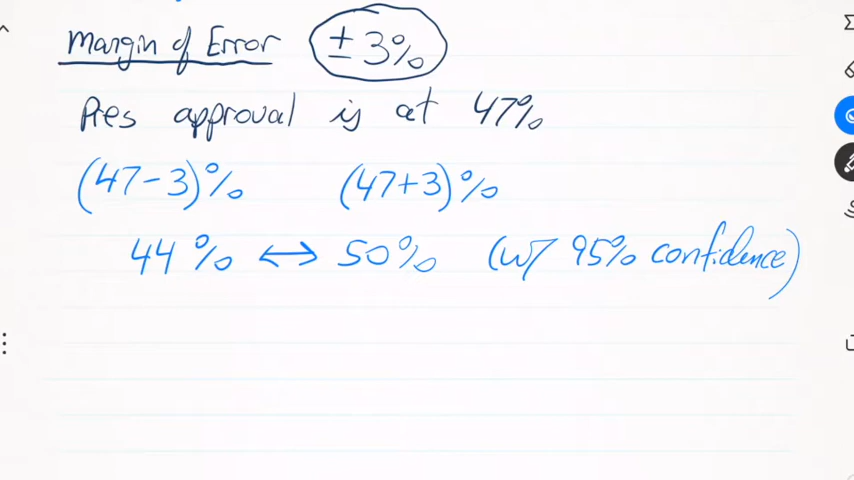 Margin of Error ±3%
Pres approval is at 47%
(47-3)% (47+3)%
44% ↔ 50% (w/ 95% confidence)